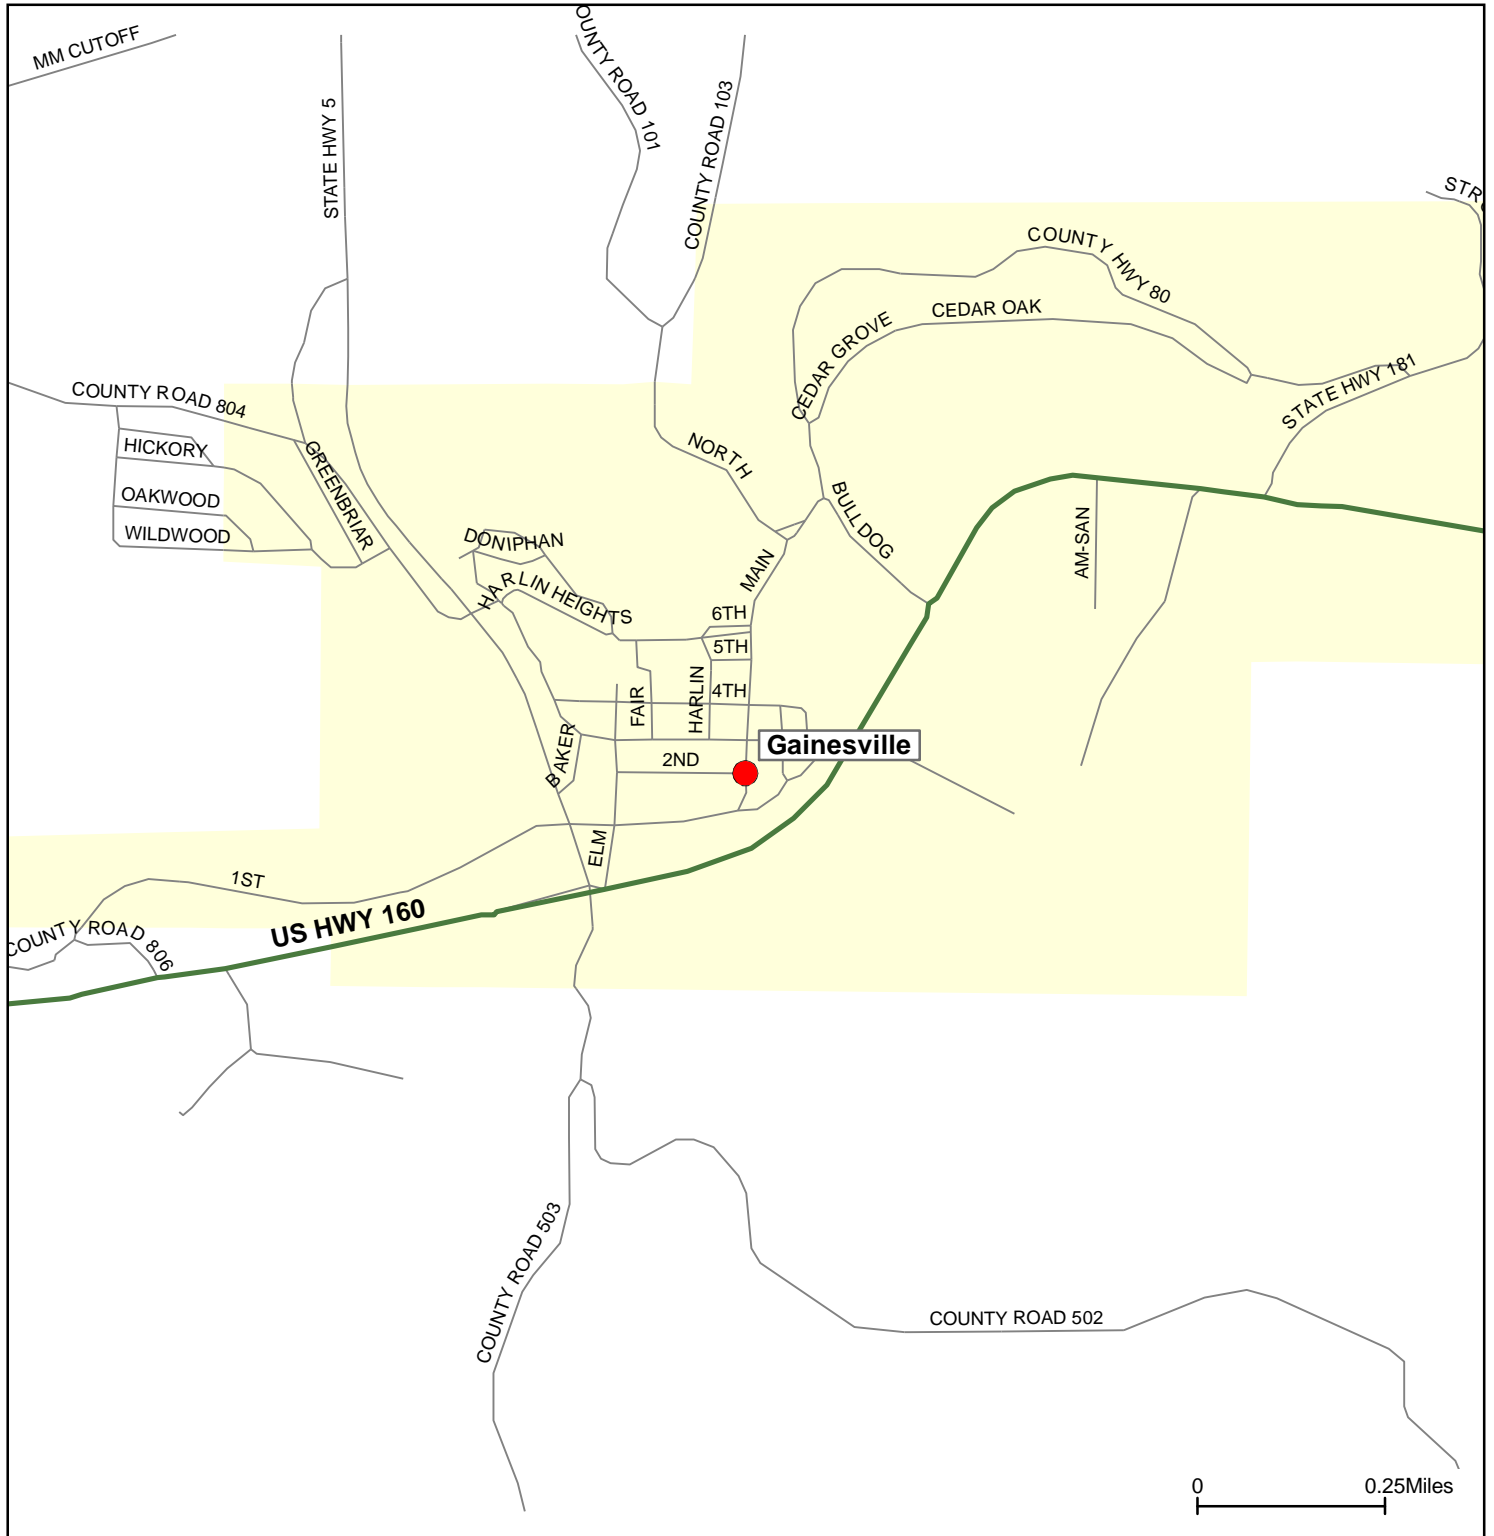 MM CUTOFF
STATE HWY 5
OUNTY ROAD 101
COUNTY ROAD 103
COUNTY HWY 80
CEDAR OAK
CEDAR GROVE
STATE HWY 181
COUNTY ROAD 804
HICKORY
OAKWOOD
WILDWOOD
GREENBRIAR
NORTH
BULLDOG
AM-SAN
DONIPHAN
HARLIN HEIGHTS
MAIN
6TH
5TH
4TH
HARLIN
FAIR
BAKER
2ND
Gainesville
ELM
1ST
US HWY 160
COUNTY ROAD 806
COUNTY ROAD 503
COUNTY ROAD 502
0 0.25Miles